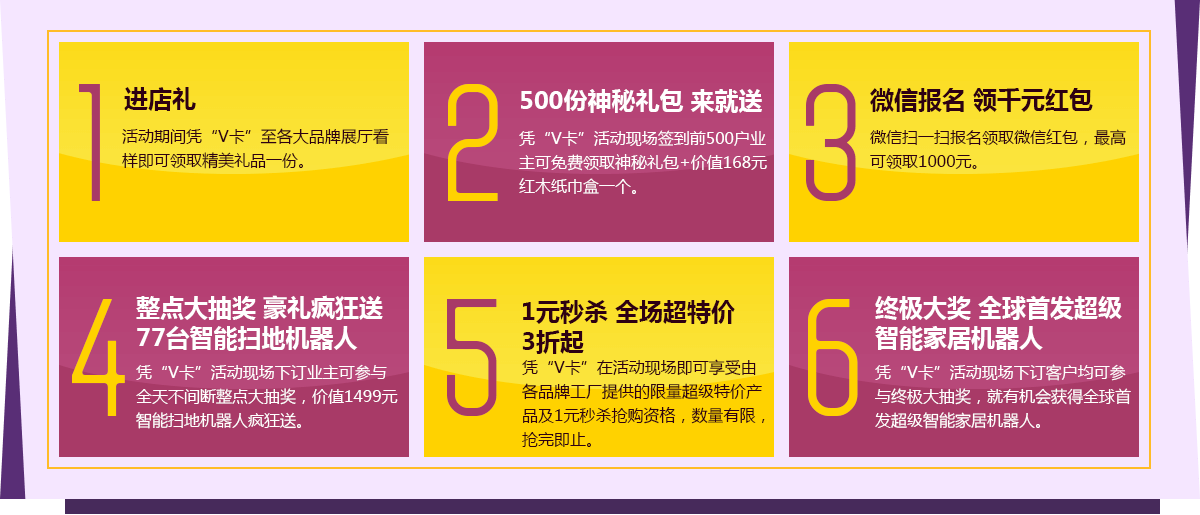 1
进店礼
活动期间凭“V卡”至各大品牌展厅看
样即可领取精美礼品一份。
2
500份神秘礼包 来就送
凭“V卡”活动现场签到前500户业
主可免费领取神秘礼包+价值168元
红木纸巾盒一个。
3
微信报名 领千元红包
微信扫一扫报名领取微信红包，最高
可领取1000元。
4
整点大抽奖 豪礼疯狂送
77台智能扫地机器人
凭“V卡”活动现场下订业主可参与
全天不间断整点大抽奖，价值1499元
智能扫地机器人疯狂送。
5
1元秒杀 全场超特价
3折起
凭“V卡”在活动现场即可享受由
各品牌工厂提供的限量超级特价产
品及1元秒杀抢购资格，数量有限，
抢完即止。
6
终极大奖 全球首发超级
智能家居机器人
凭“V卡”活动现场下订客户均可参
与终极大抽奖，就有机会获得全球首
发超级智能家居机器人。